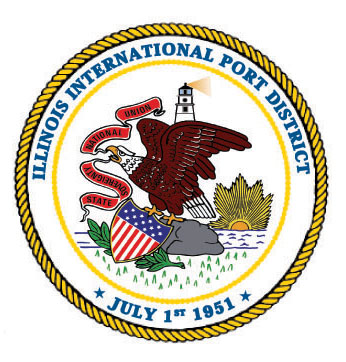 ILLINOIS INTERNATIONAL PORT DISTRICT
UNION
NATIONAL
SOVEREIGNTY
STATE
JULY 1ST 1951